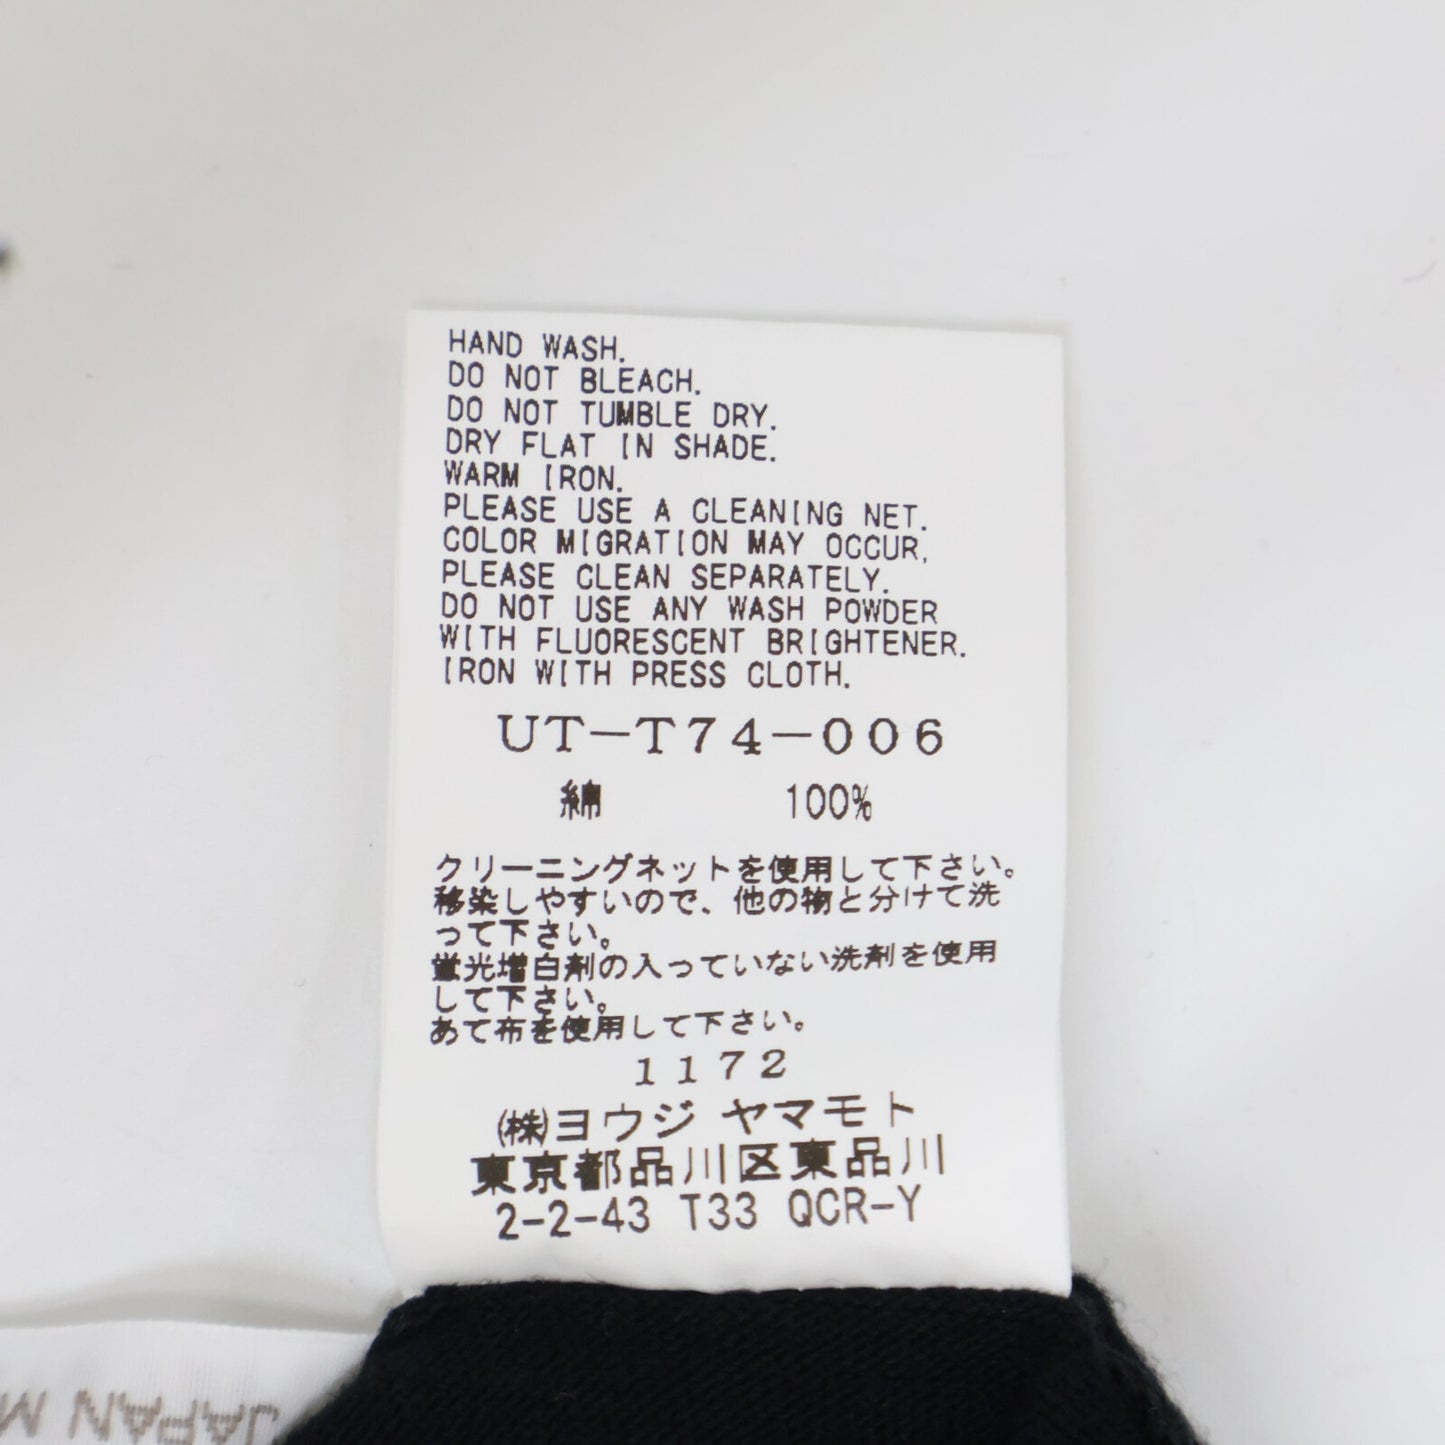 HAND WASH.
DO NOT BLEACH.
DO NOT TUMBLE DRY.
DRY FLAT IN SHADE.
WARM IRON.
PLEASE USE A CLEANING NET.
COLOR MIGRATION MAY OCCUR,
PLEASE CLEAN SEPARATELY.
DO NOT USE ANY WASH POWDER
WITH FLUORESCENT BRIGHTENER.
IRON WITH PRESS CLOTH.
UT-T74-006
綿 100%
クリーニングネットを使用して下さい。
移染しやすいので、他の物と分けて洗
って下さい。
蛍光増白剤の入っていない洗剤を使用
して下さい。
あて布を使用して下さい。
1172
(株)ヨウジ ヤマモト
東京都品川区東品川
2-2-43 T33 QCR-Y
JAPAN M